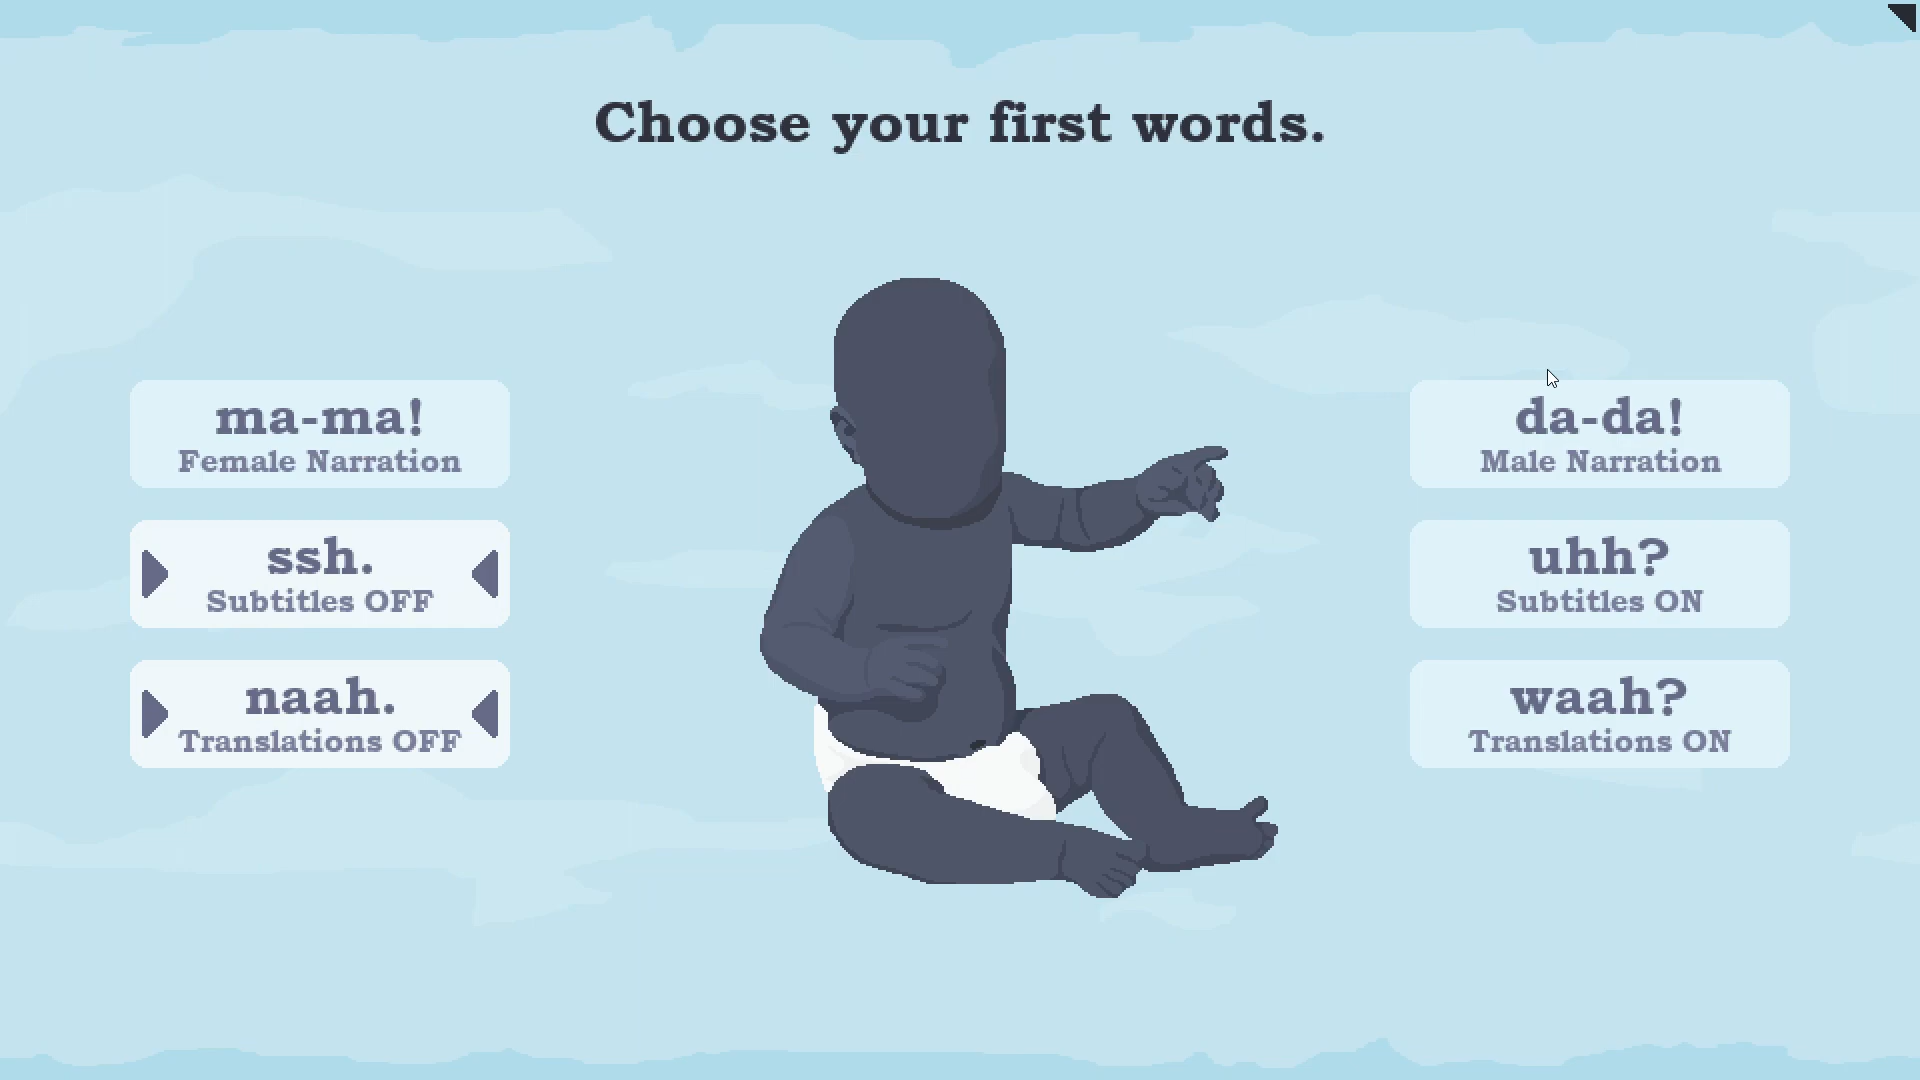 Choose your first words.
ma-ma!
Female Narration
ssh.
Subtitles OFF
naah.
Translations OFF
da-da!
Male Narration
uhh?
Subtitles ON
waah?
Translations ON